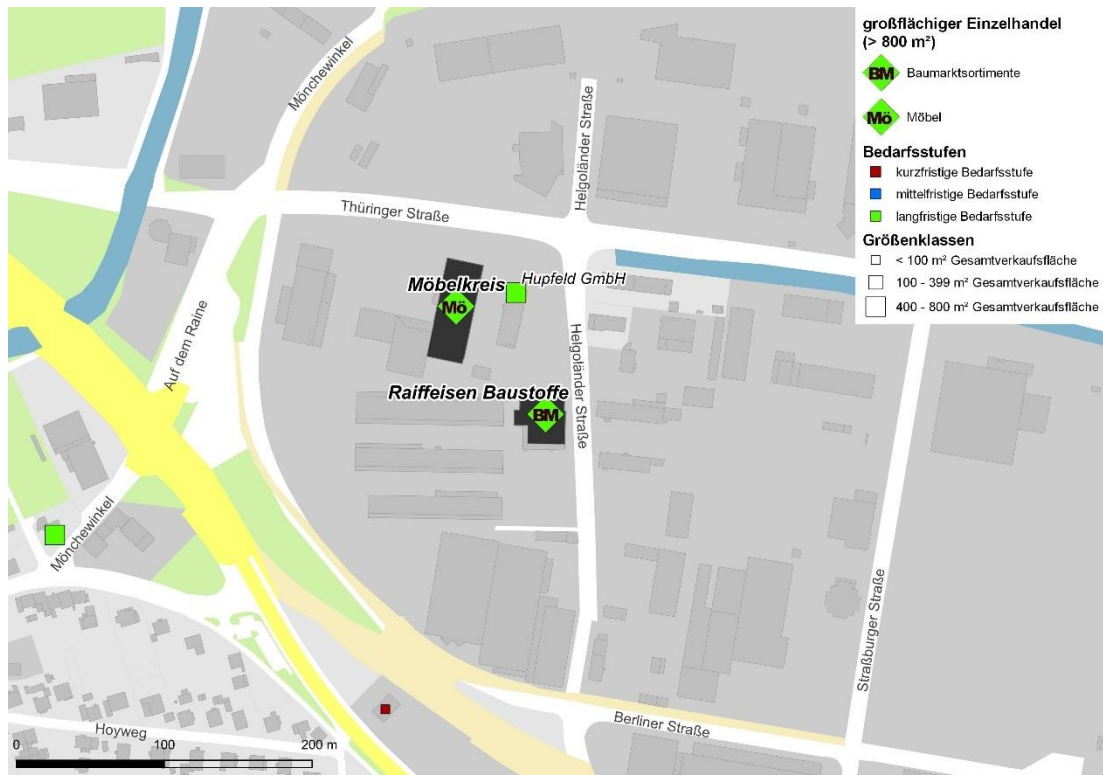 großflächiger Einzelhandel
(> 800 m²)
BM Baumarktsortimente
Mö Möbel
Bedarfsstufen
kurzfristige Bedarfsstufe
mittelfristige Bedarfsstufe
langfristige Bedarfsstufe
Größenklassen
< 100 m² Gesamtverkaufsfläche
100 - 399 m² Gesamtverkaufsfläche
400 - 800 m² Gesamtverkaufsfläche
Mönchewinkel
Helgoländer Straße
Thüringer Straße
Möbelkreis
Hupfeld GmbH
Mö
Auf dem Raine
Helgoländer Straße
Raiffeisen Baustoffe
BM
Mönchewinkel
Straßburger Straße
Berliner Straße
Hoyweg
0 100 200 m